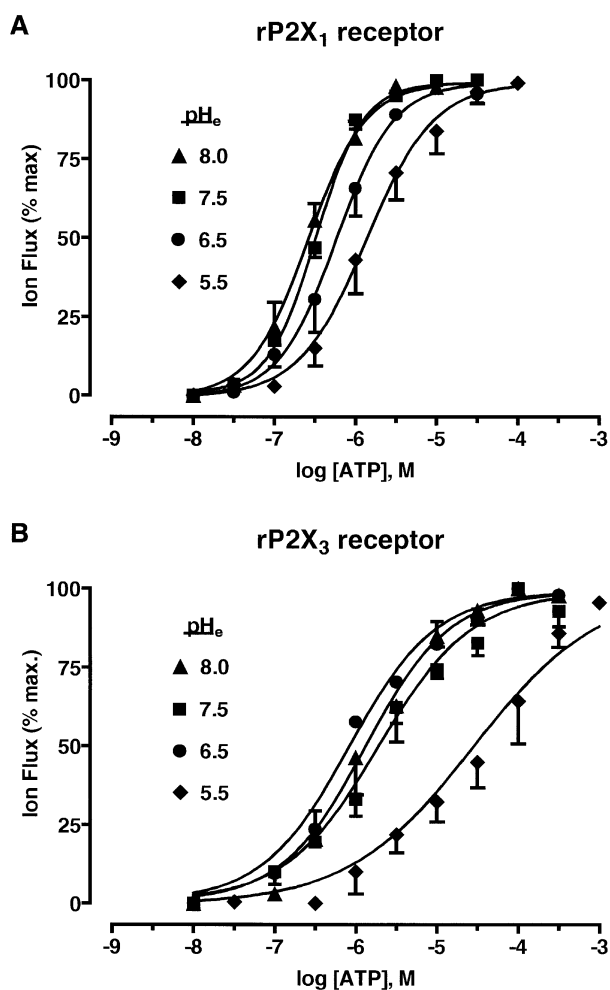 A
rP2X₁ receptor
100
75
50
25
0
Ion Flux (% max)
pHₑ
8.0
7.5
6.5
5.5
-9 -8 -7 -6 -5 -4 -3
log [ATP], M
B
rP2X₃ receptor
100
75
50
25
0
Ion Flux (% max.)
pHₑ
8.0
7.5
6.5
5.5
-9 -8 -7 -6 -5 -4 -3
log [ATP], M